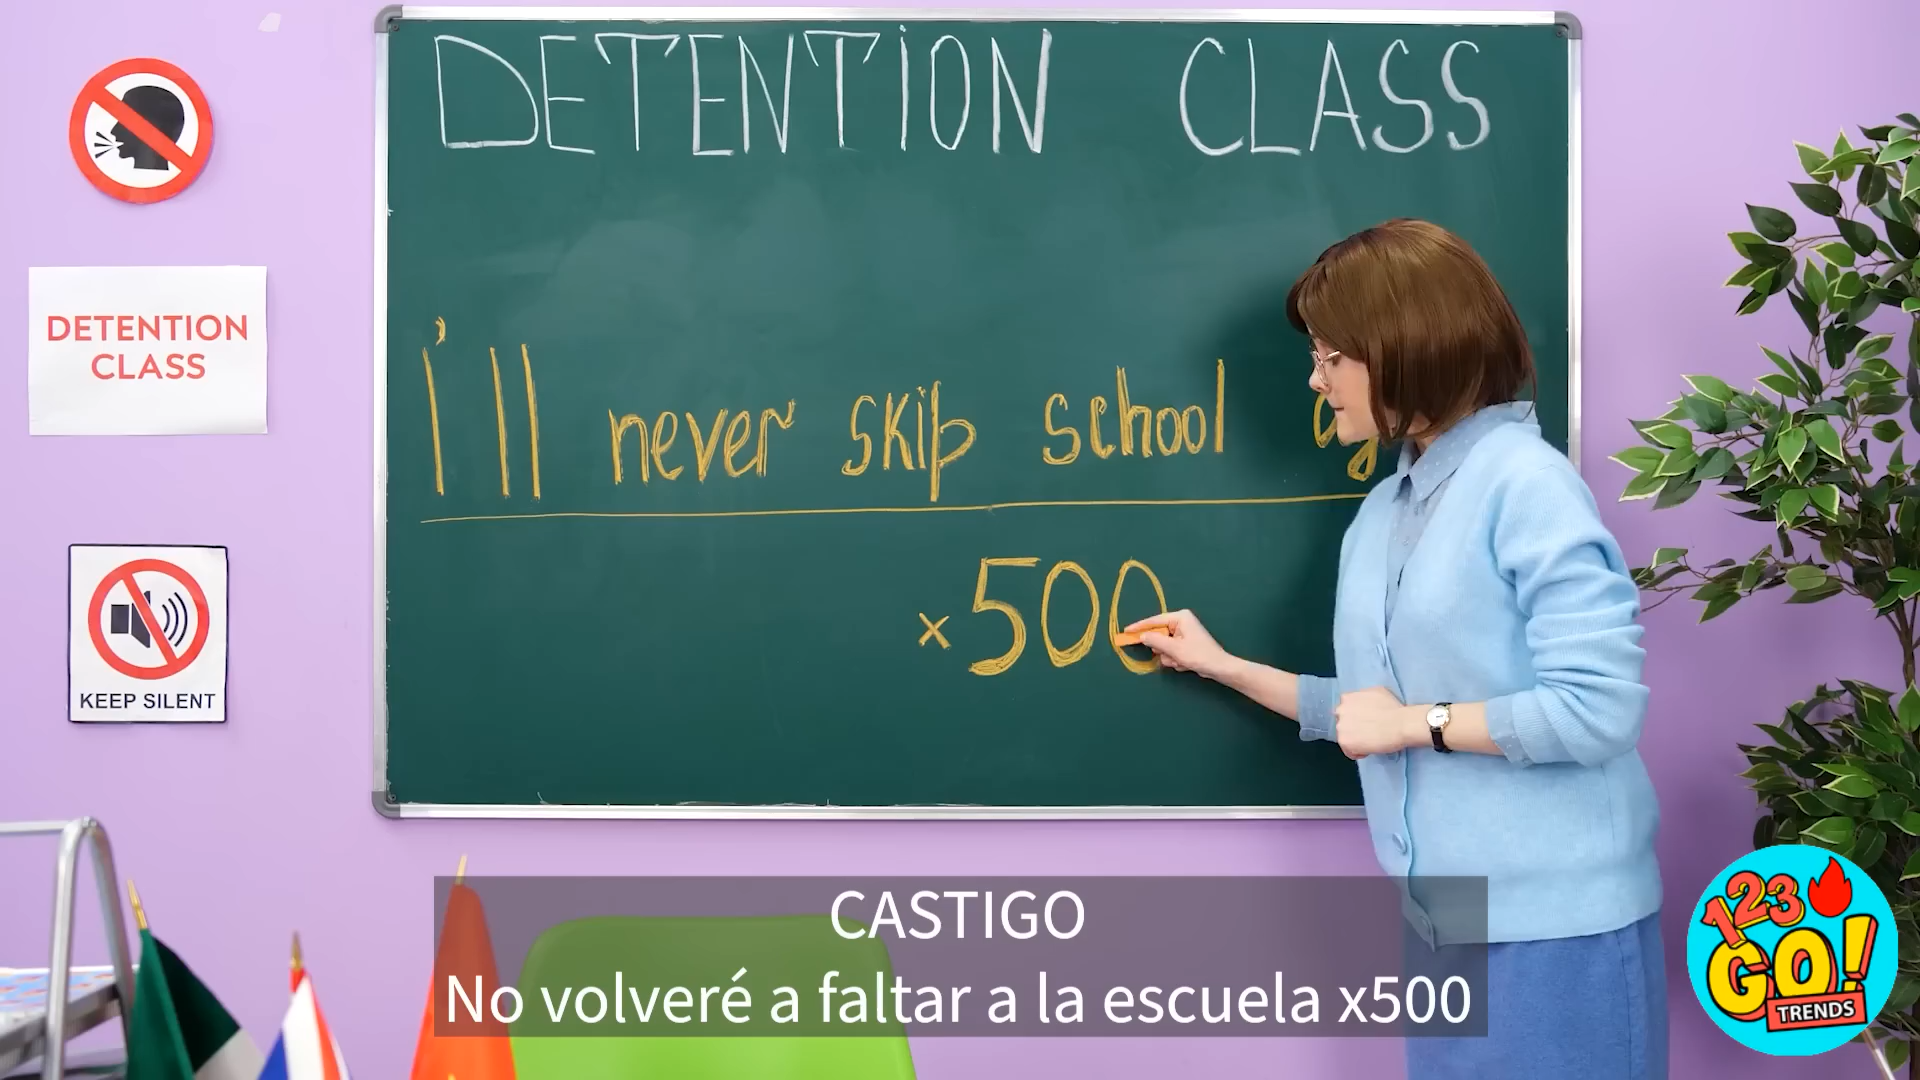 DETENTION CLASS
DETENTION
CLASS
I'll never skip school
x500
KEEP SILENT
CASTIGO
No volveré a faltar a la escuela x500
123
GO!
TRENDS